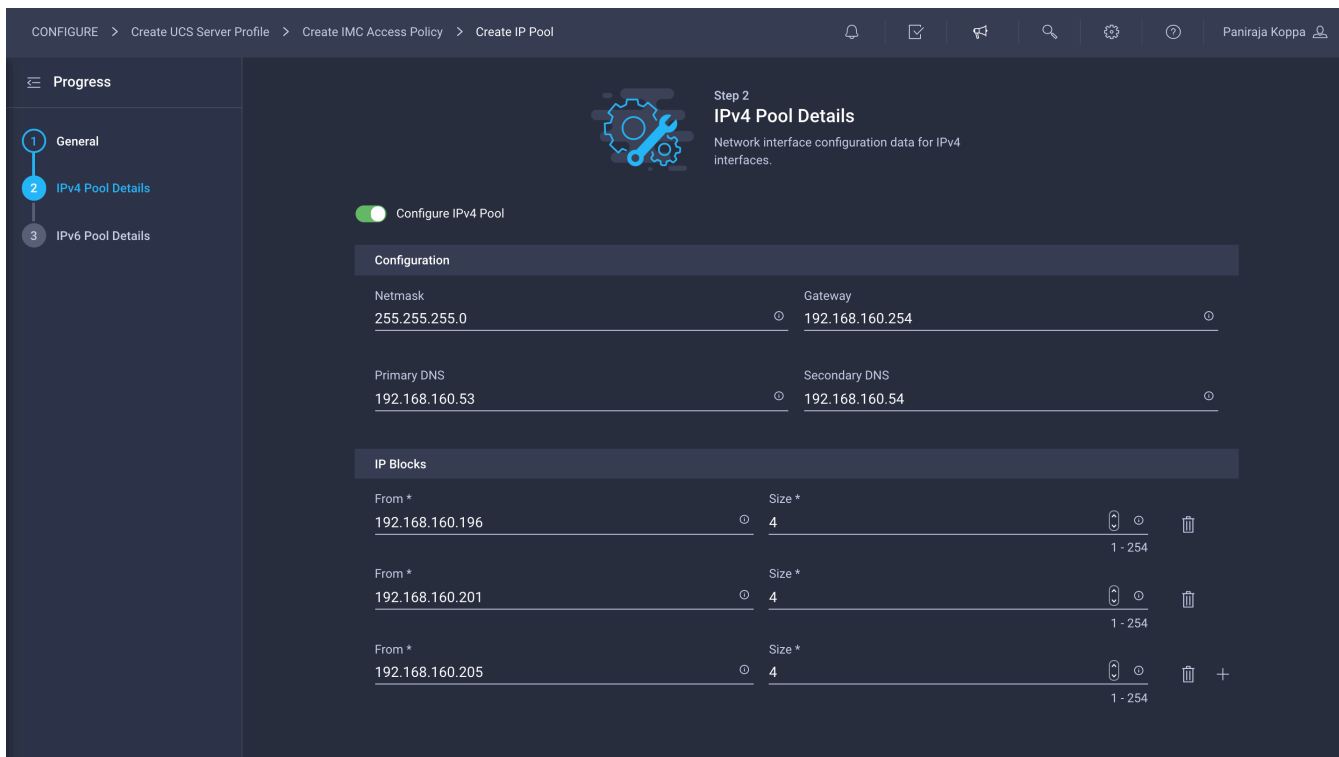 CONFIGURE > Create UCS Server Profile > Create IMC Access Policy > Create IP Pool
Paniraja Koppa
Progress
1 General
2 IPv4 Pool Details
3 IPv6 Pool Details
Step 2
IPv4 Pool Details
Network interface configuration data for IPv4
interfaces.
Configure IPv4 Pool
Configuration
Netmask
255.255.255.0
Gateway
192.168.160.254
Primary DNS
192.168.160.53
Secondary DNS
192.168.160.54
IP Blocks
From *
192.168.160.196
Size *
4
1 - 254
From *
192.168.160.201
Size *
4
1 - 254
From *
192.168.160.205
Size *
4
1 - 254